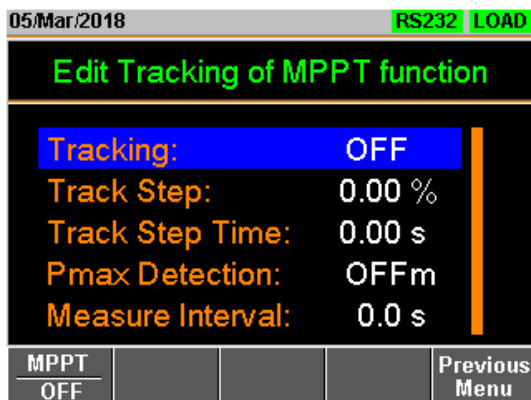 05/Mar/2018 RS232 LOAD
Edit Tracking of MPPT function
Tracking: OFF
Track Step: 0.00 %
Track Step Time: 0.00 s
Pmax Detection: OFFm
Measure Interval: 0.0 s
MPPT Previous
OFF Menu